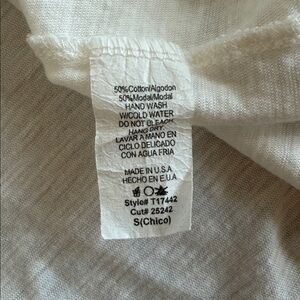 50%Cotton/Algodon
50%Modal/Modal
HAND WASH
W/COLD WATER
DO NOT BLEACH
HANG DRY
LAVAR A MANO EN
CICLO DELICADO
CON AGUA FRIA
MADE IN U.S.A
HECHO EN E.U.A
Style# T17442
Cut# 25242
S(Chico)